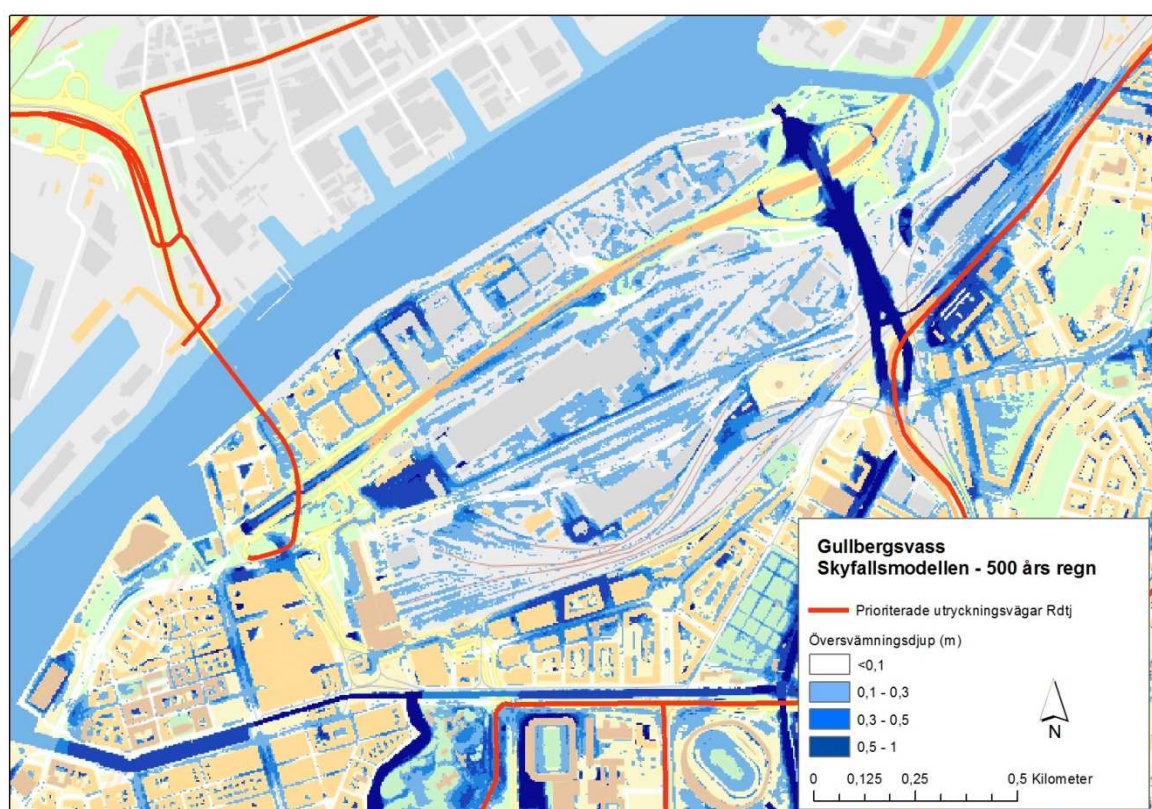 Gullbergsvass
Skyfallsmodellen - 500 års regn
Prioriterade utryckningsvägar Rdtj
Översvämningsdjup (m)
<0,1
0,1 - 0,3
0,3 - 0,5
0,5 - 1
N
0 0,125 0,25 0,5 Kilometer